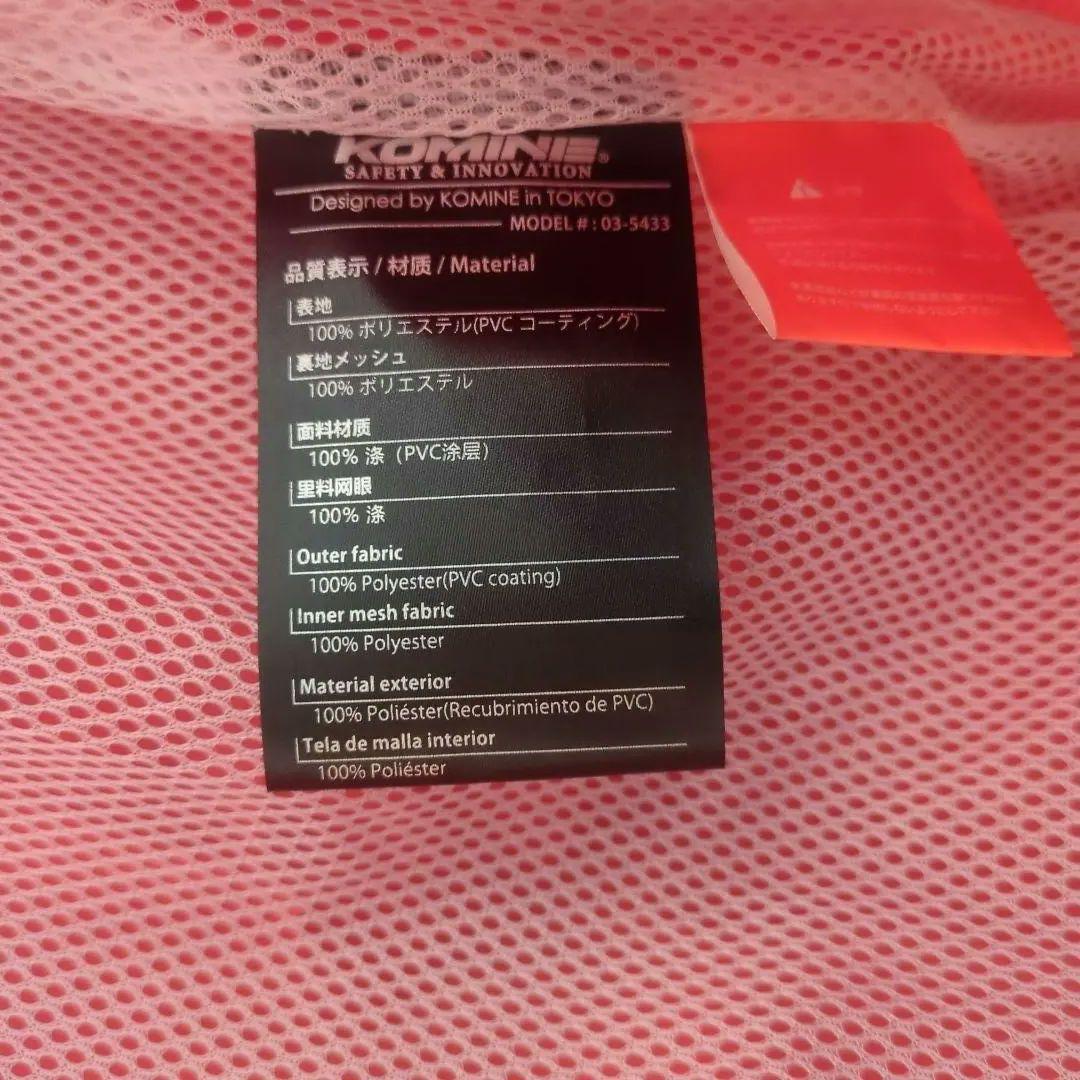 KOMINE®
SAFETY & INNOVATION
Designed by KOMINE in TOKYO
MODEL # : 03-5433
品質表示 / 材质 / Material
表地
100% ポリエステル(PVC コーティング)
裏地メッシュ
100% ポリエステル
面料材质
100% 涤（PVC涂层）
里料网眼
100% 涤
Outer fabric
100% Polyester(PVC coating)
Inner mesh fabric
100% Polyester
Material exterior
100% Poliéster(Recubrimiento de PVC)
Tela de malla interior
100% Poliéster